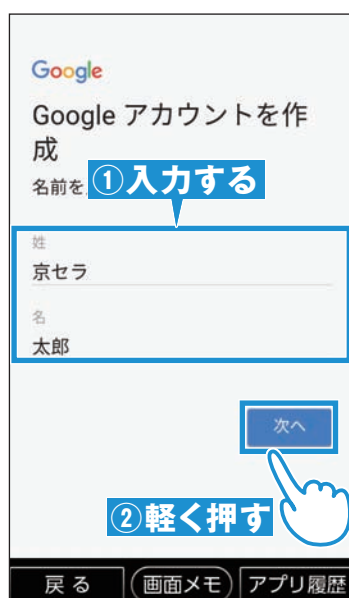 Google
Google アカウントを作
成
名前を
①入力する
姓
京セラ
名
太郎
次へ
②軽く押す
戻る
画面メモ
アプリ履歴